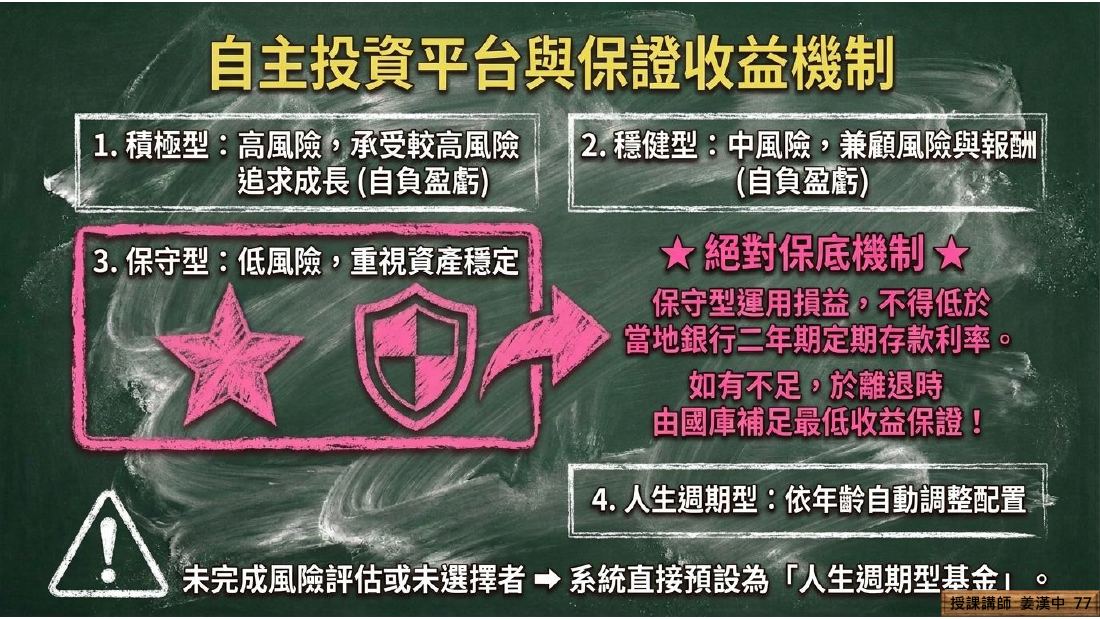 自主投資平台與保證收益機制
1. 積極型：高風險，承受較高風險
追求成長 (自負盈虧)
2. 穩健型：中風險，兼顧風險與報酬
(自負盈虧)
3. 保守型：低風險，重視資產穩定
★ 絕對保底機制 ★
保守型運用損益，不得低於
當地銀行二年期定期存款利率。
如有不足，於離退時
由國庫補足最低收益保證！
4. 人生週期型：依年齡自動調整配置
未完成風險評估或未選擇者 ➡ 系統直接預設為「人生週期型基金」。
授課講師 姜漢中 77